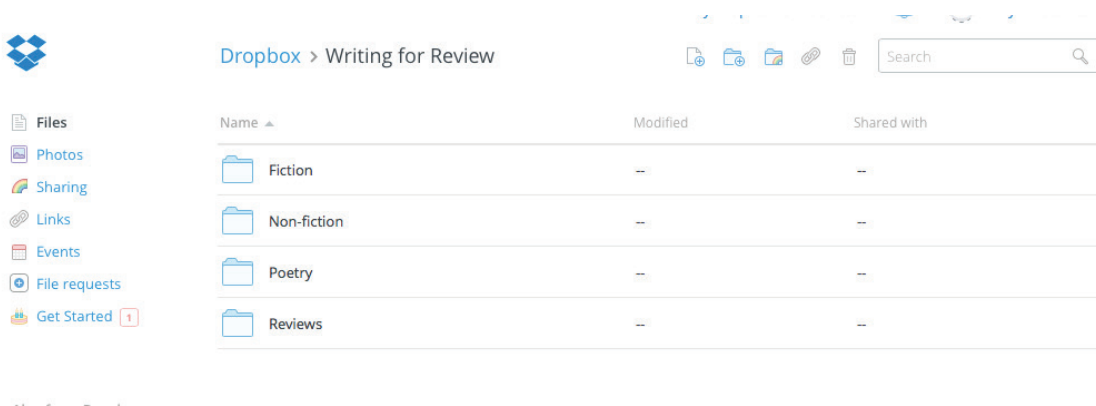 Dropbox > Writing for Review
Search
Files
Photos
Sharing
Links
Events
File requests
Get Started 1
Name Modified Shared with
Fiction -- --
Non-fiction -- --
Poetry -- --
Reviews -- --